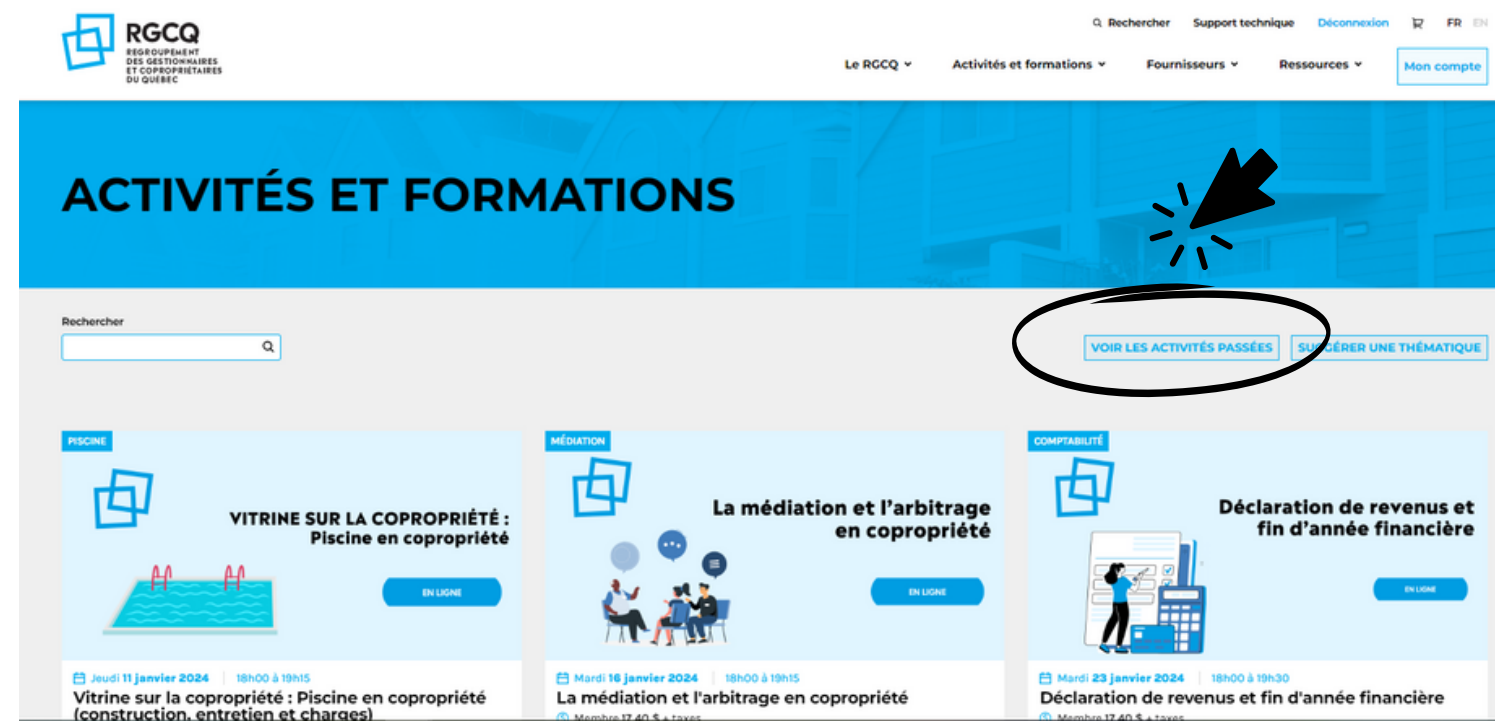 RGCQ
REGROUPEMENT
DES GESTIONNAIRES
ET COPROPRIÉTAIRES
DU QUÉBEC
Rechercher Support technique Déconnexion FR EN
Le RGCQ Activités et formations Fournisseurs Ressources Mon compte
ACTIVITÉS ET FORMATIONS
Rechercher
VOIR LES ACTIVITÉS PASSÉES SUGGÉRER UNE THÉMATIQUE
PISCINE
VITRINE SUR LA COPROPRIÉTÉ :
Piscine en copropriété
EN LIGNE
Jeudi 11 janvier 2024 18h00 à 19h15
Vitrine sur la copropriété : Piscine en copropriété
(construction, entretien et charges)
MÉDIATION
La médiation et l'arbitrage
en copropriété
EN LIGNE
Mardi 16 janvier 2024 18h00 à 19h15
La médiation et l'arbitrage en copropriété
Membre 17,40 $ + taxes
COMPTABILITÉ
Déclaration de revenus et
fin d'année financière
EN LIGNE
Mardi 23 janvier 2024 18h00 à 19h30
Déclaration de revenus et fin d'année financière
Membre 17,40 $ + taxes